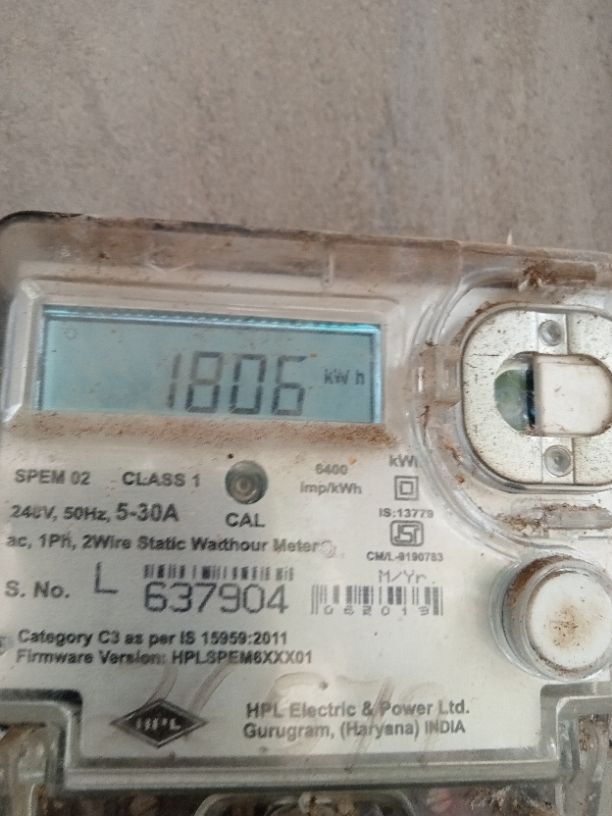 1806 kWh
SPEM 02 CLASS 1 6400 imp/kWh kWh
240V, 50Hz, 5-30A CAL IS:13779
ac, 1Ph, 2Wire Static Watthour Meter CM/L-9190783
S. No. L 637904 M/Yr. 062019
Category C3 as per IS 15959:2011
Firmware Version: HPLSPEM6XXX01
HPL HPL Electric & Power Ltd.
Gurugram, (Haryana) INDIA